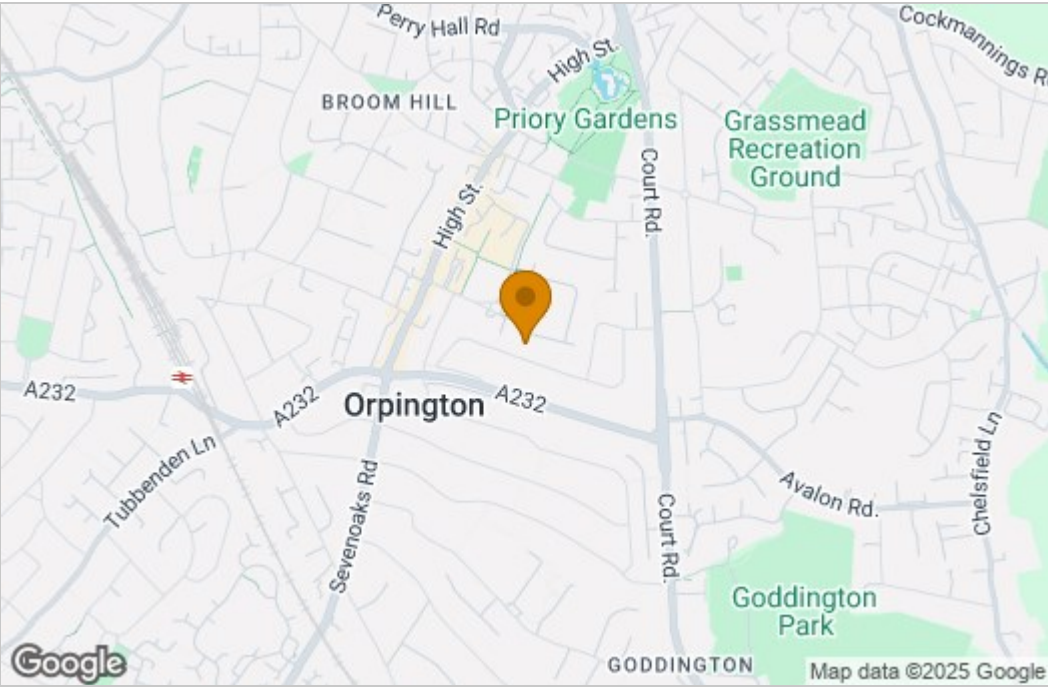 Perry Hall Rd
High St.
Cockmannings R
BROOM HILL
Priory Gardens
Grassmead
Recreation
Ground
Court Rd.
High St.
A232
A232
Orpington
A232
Tubbenden Ln
Sevenoaks Rd
Avalon Rd.
Chelsfield Ln
Court Rd.
Goddington
Park
GODDINGTON
Google
Map data ©2025 Google